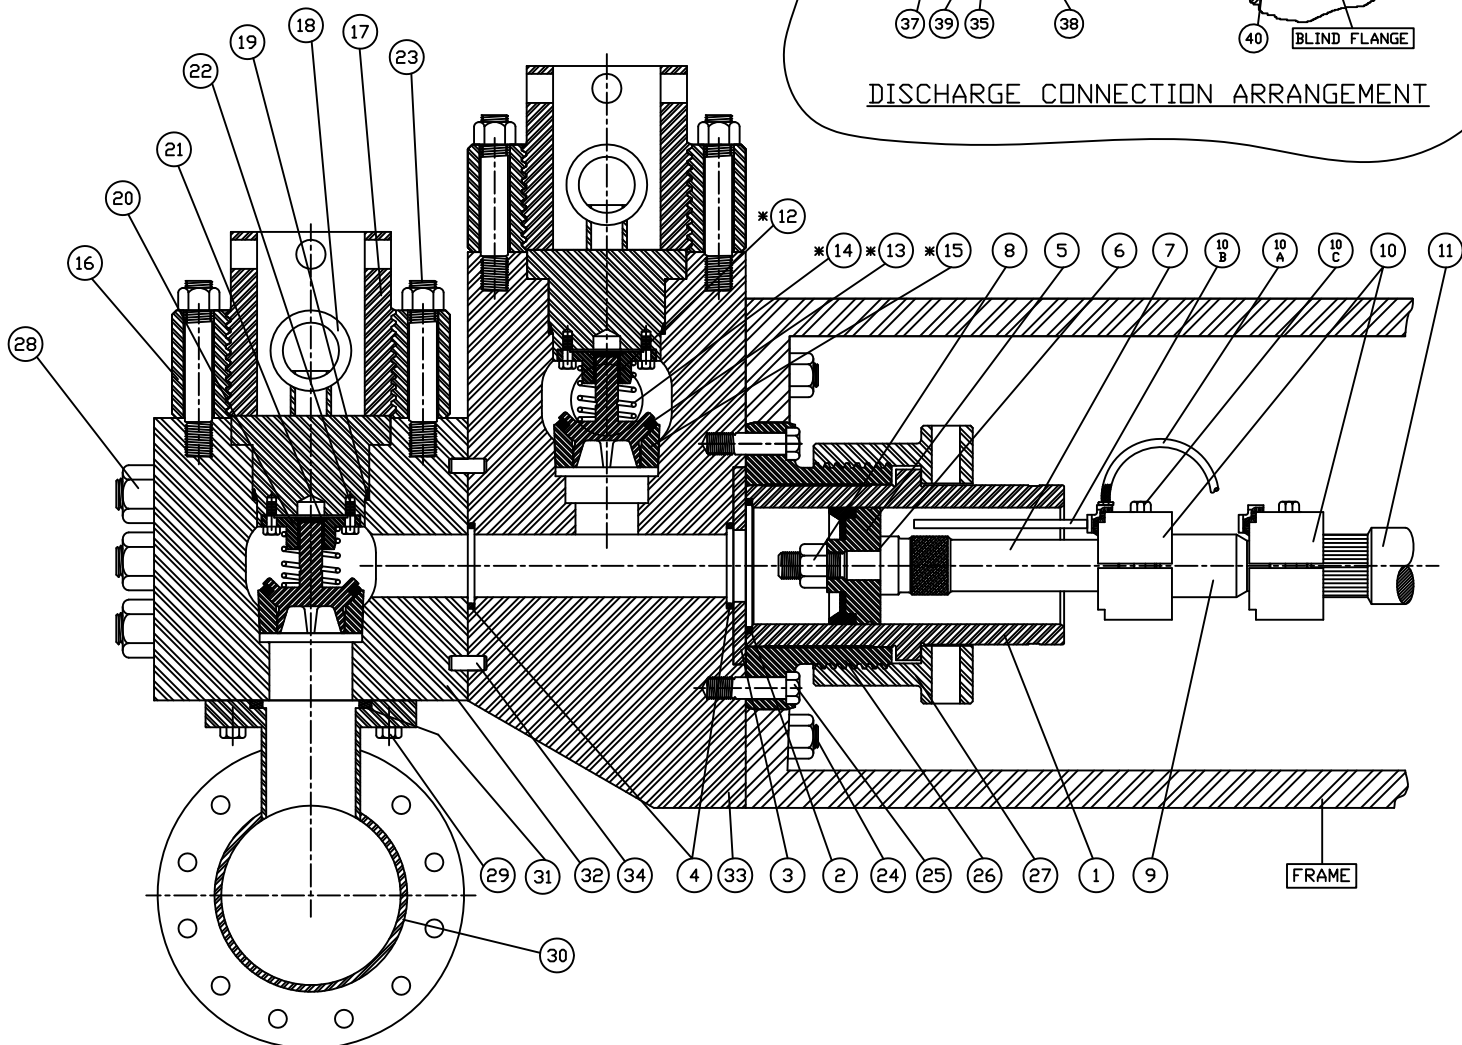 37 39 35 38
40 BLIND FLANGE
DISCHARGE CONNECTION ARRANGEMENT
22 19 18 17 23
21
20
16
28
*12
*14 *13 *15 8 5 6 7 10B 10A 10C 10 11
29 31 32 34 4 33 3 2 24 25 26 27 1 9 FRAME
30